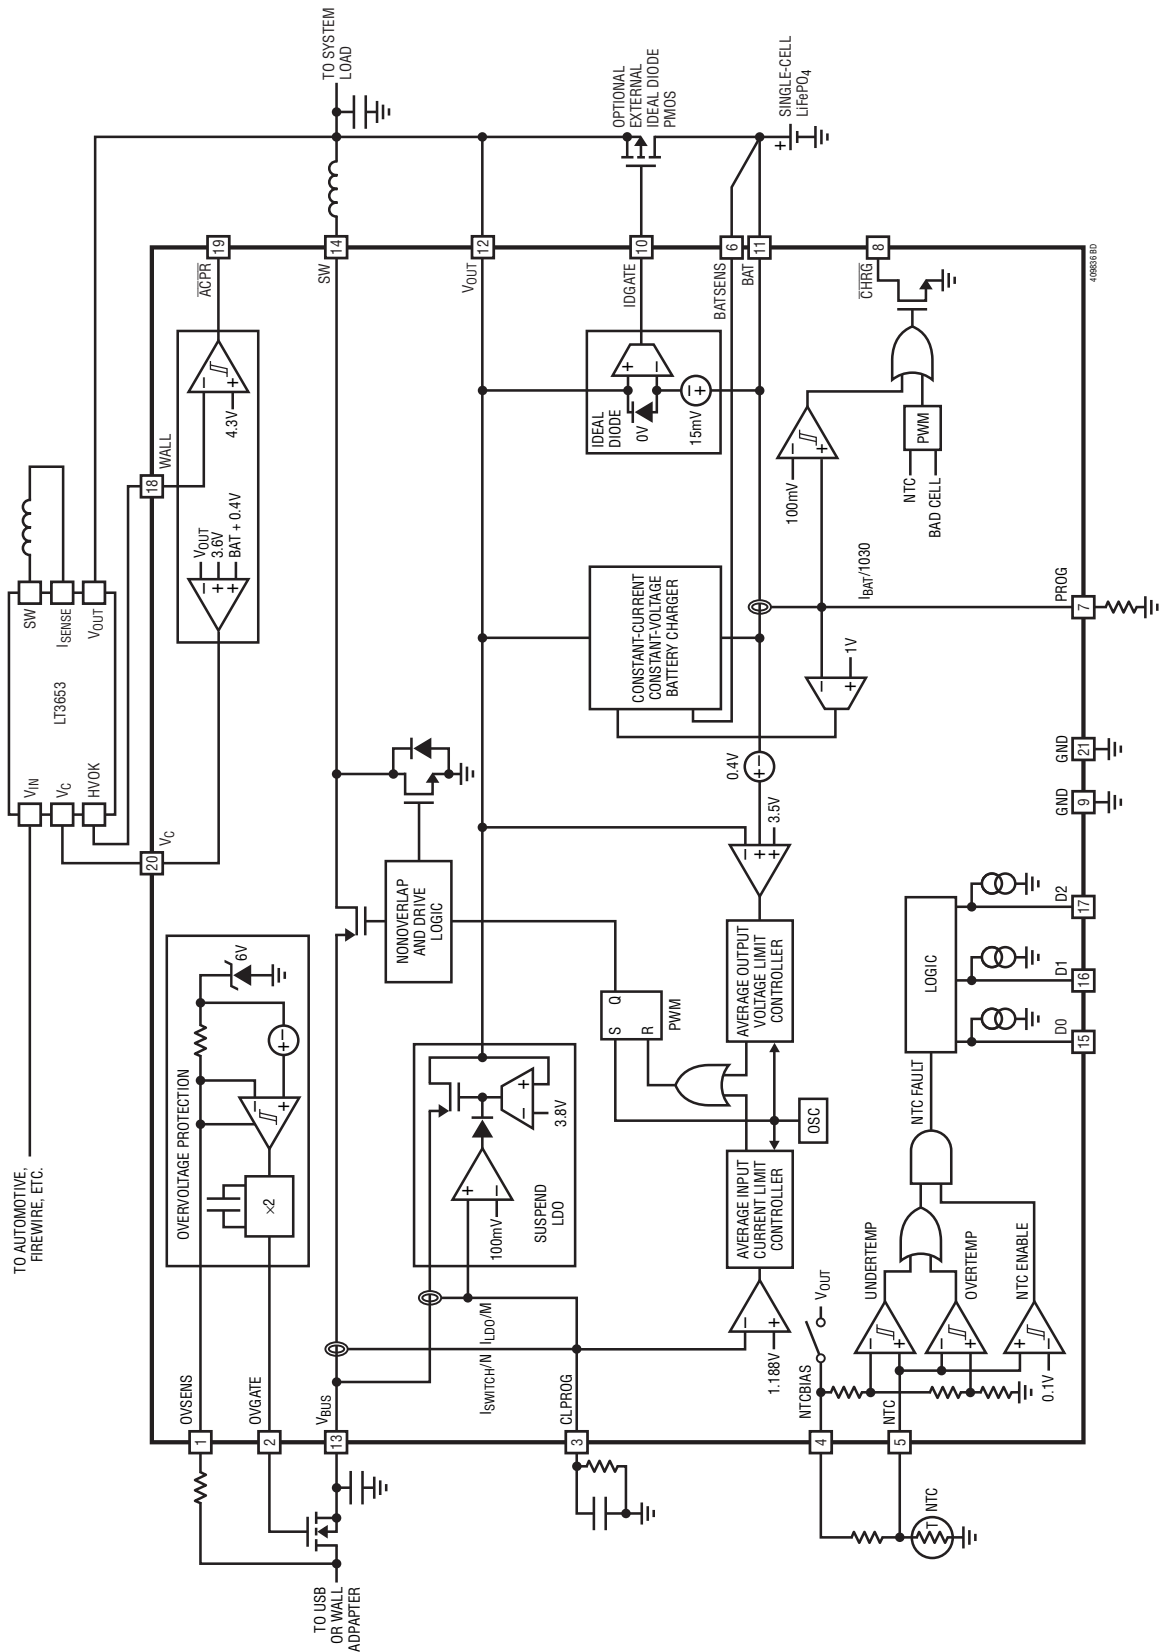 TO AUTOMOTIVE,
FIREWIRE, ETC.
VIN
VC
HVOK
LT3653
SW
ISENSE
VOUT
20
VC
18
WALL
OVSENS
1
OVERVOLTAGE PROTECTION
×2
–
+
+
–
6V
–
+
+
VOUT
3.6V
BAT + 0.4V
–
+
4.3V
ACPR
19
OVGATE
2
TO USB
OR WALL
ADPAPTER
VBUS
13
SW
14
TO SYSTEM
LOAD
NONOVERLAP
AND DRIVE
LOGIC
ISWITCH/N
ILDO/M
SUSPEND
LDO
100mV
+
–
3.8V
–
+
VOUT
12
CLPROG
3
PWM
S
Q
R
IDEAL
DIODE
0V
15mV
+
–
–
+
IDGATE
10
OPTIONAL
EXTERNAL
IDEAL DIODE
PMOS
CONSTANT-CURRENT
CONSTANT-VOLTAGE
BATTERY CHARGER
BATSENS
6
BAT
11
+
SINGLE-CELL
LiFePO4
1.188V
–
+
AVERAGE INPUT
CURRENT LIMIT
CONTROLLER
OSC
AVERAGE OUTPUT
VOLTAGE LIMIT
CONTROLLER
–
+
+
3.5V
0.4V
+
–
–
+
1V
IBAT/1030
100mV
–
+
NTC
BAD CELL
PWM
CHRG
8
NTCBIAS
4
VOUT
NTC
5
T
NTC
UNDERTEMP
–
+
OVERTEMP
–
+
NTC ENABLE
+
–
0.1V
NTC FAULT
LOGIC
D0
15
D1
16
D2
17
GND
9
GND
21
PROG
7
409836 BD